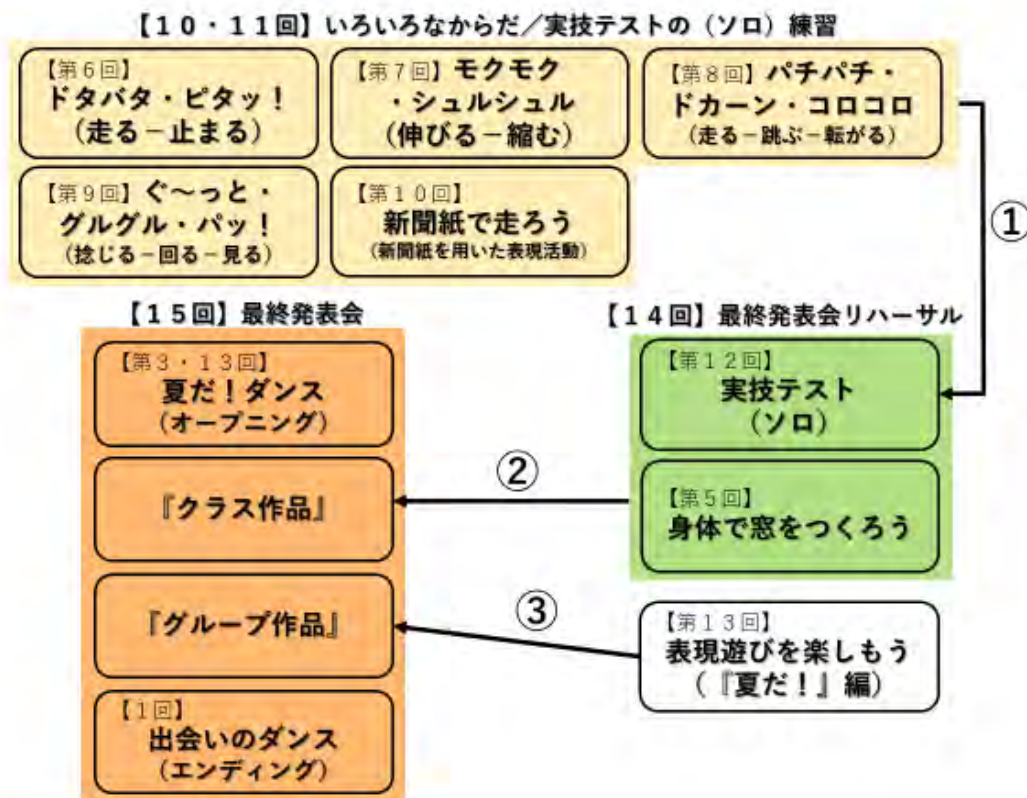 【１０・１１回】いろいろなからだ／実技テストの（ソロ）練習
【第６回】
ドタバタ・ピタッ！
（走る－止まる）
【第７回】モクモク
・シュルシュル
（伸びる－縮む）
【第８回】パチパチ・
ドカーン・コロコロ
（走る－跳ぶ－転がる）
【第９回】ぐ～っと・
グルグル・パッ！
（捻じる－回る－見る）
【第１０回】
新聞紙で走ろう
（新聞紙を用いた表現活動）
①
【１５回】最終発表会
【第３・１３回】
夏だ！ダンス
（オープニング）
『クラス作品』
『グループ作品』
【１回】
出会いのダンス
（エンディング）
②
③
【１４回】最終発表会リハーサル
【第１２回】
実技テスト
（ソロ）
【第５回】
身体で窓をつくろう
【第１３回】
表現遊びを楽しもう
（『夏だ！』編）